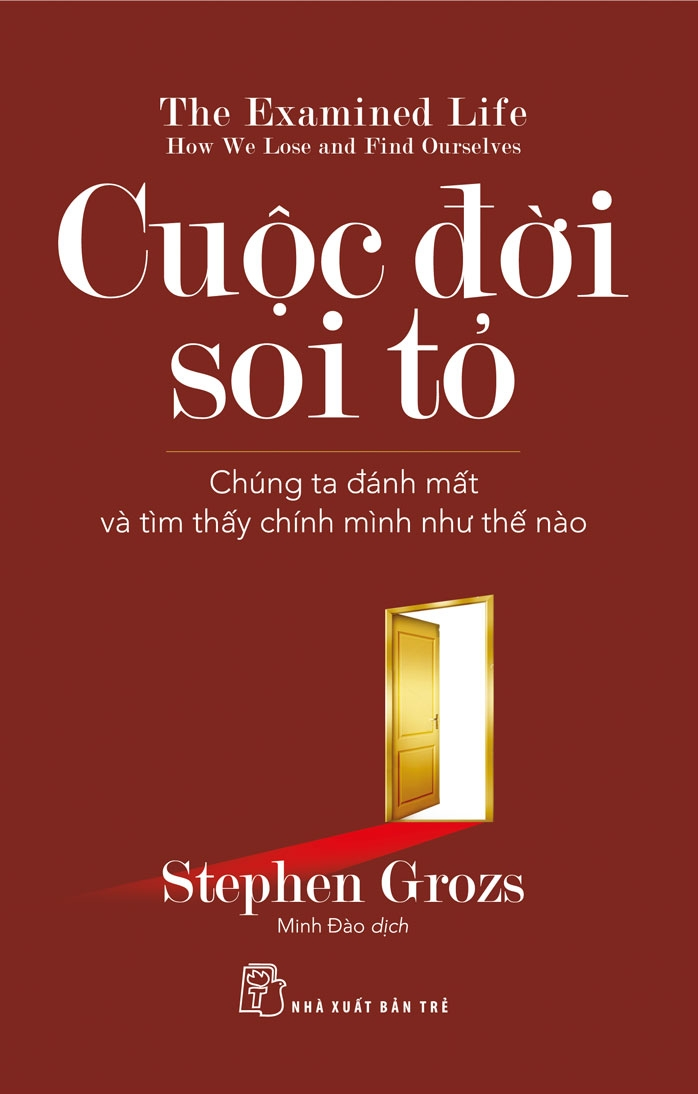 The Examined Life
How We Lose and Find Ourselves
Cuộc đời
soi tỏ
Chúng ta đánh mất
và tìm thấy chính mình như thế nào
Stephen Grozs
Minh Đào dịch
T
NHÀ XUẤT BẢN TRẺ